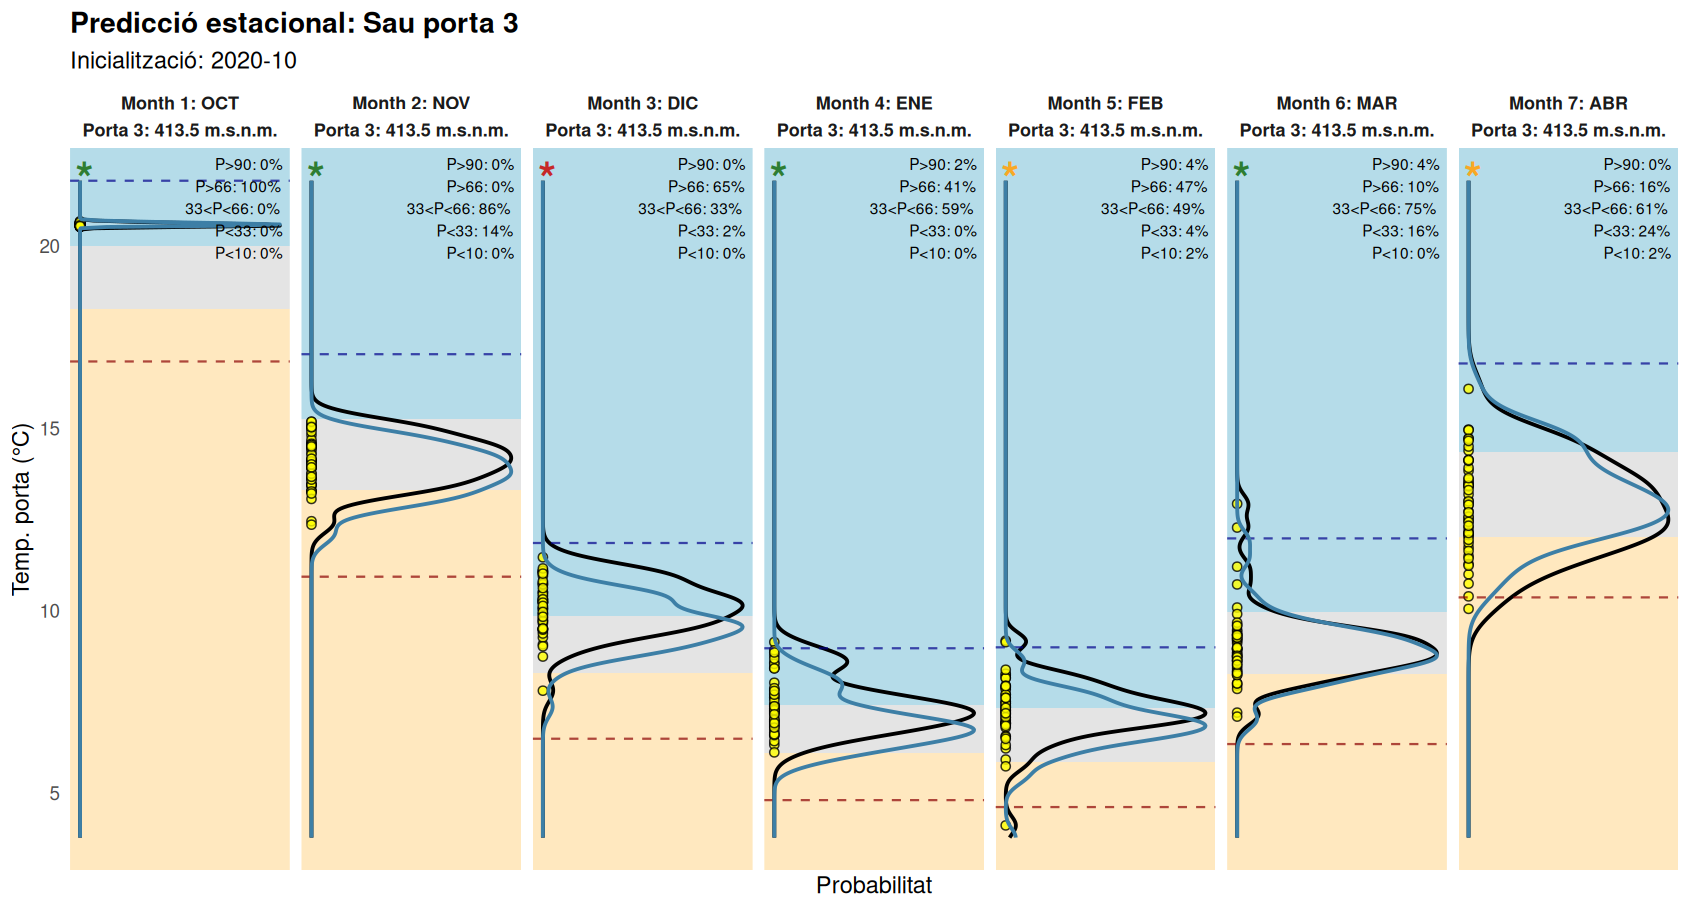 Predicció estacional: Sau porta 3
Inicialització: 2020-10
Month 1: OCT
Porta 3: 413.5 m.s.n.m.
Month 2: NOV
Porta 3: 413.5 m.s.n.m.
Month 3: DIC
Porta 3: 413.5 m.s.n.m.
Month 4: ENE
Porta 3: 413.5 m.s.n.m.
Month 5: FEB
Porta 3: 413.5 m.s.n.m.
Month 6: MAR
Porta 3: 413.5 m.s.n.m.
Month 7: ABR
Porta 3: 413.5 m.s.n.m.
*
P>90: 0%
P>66: 100%
33<P<66: 0%
P<33: 0%
P<10: 0%
*
P>90: 0%
P>66: 0%
33<P<66: 86%
P<33: 14%
P<10: 0%
*
P>90: 0%
P>66: 65%
33<P<66: 33%
P<33: 2%
P<10: 0%
*
P>90: 2%
P>66: 41%
33<P<66: 59%
P<33: 0%
P<10: 0%
*
P>90: 4%
P>66: 47%
33<P<66: 49%
P<33: 4%
P<10: 2%
*
P>90: 4%
P>66: 10%
33<P<66: 75%
P<33: 16%
P<10: 0%
*
P>90: 0%
P>66: 16%
33<P<66: 61%
P<33: 24%
P<10: 2%
20
15
10
5
Temp. porta (°C)
Probabilitat